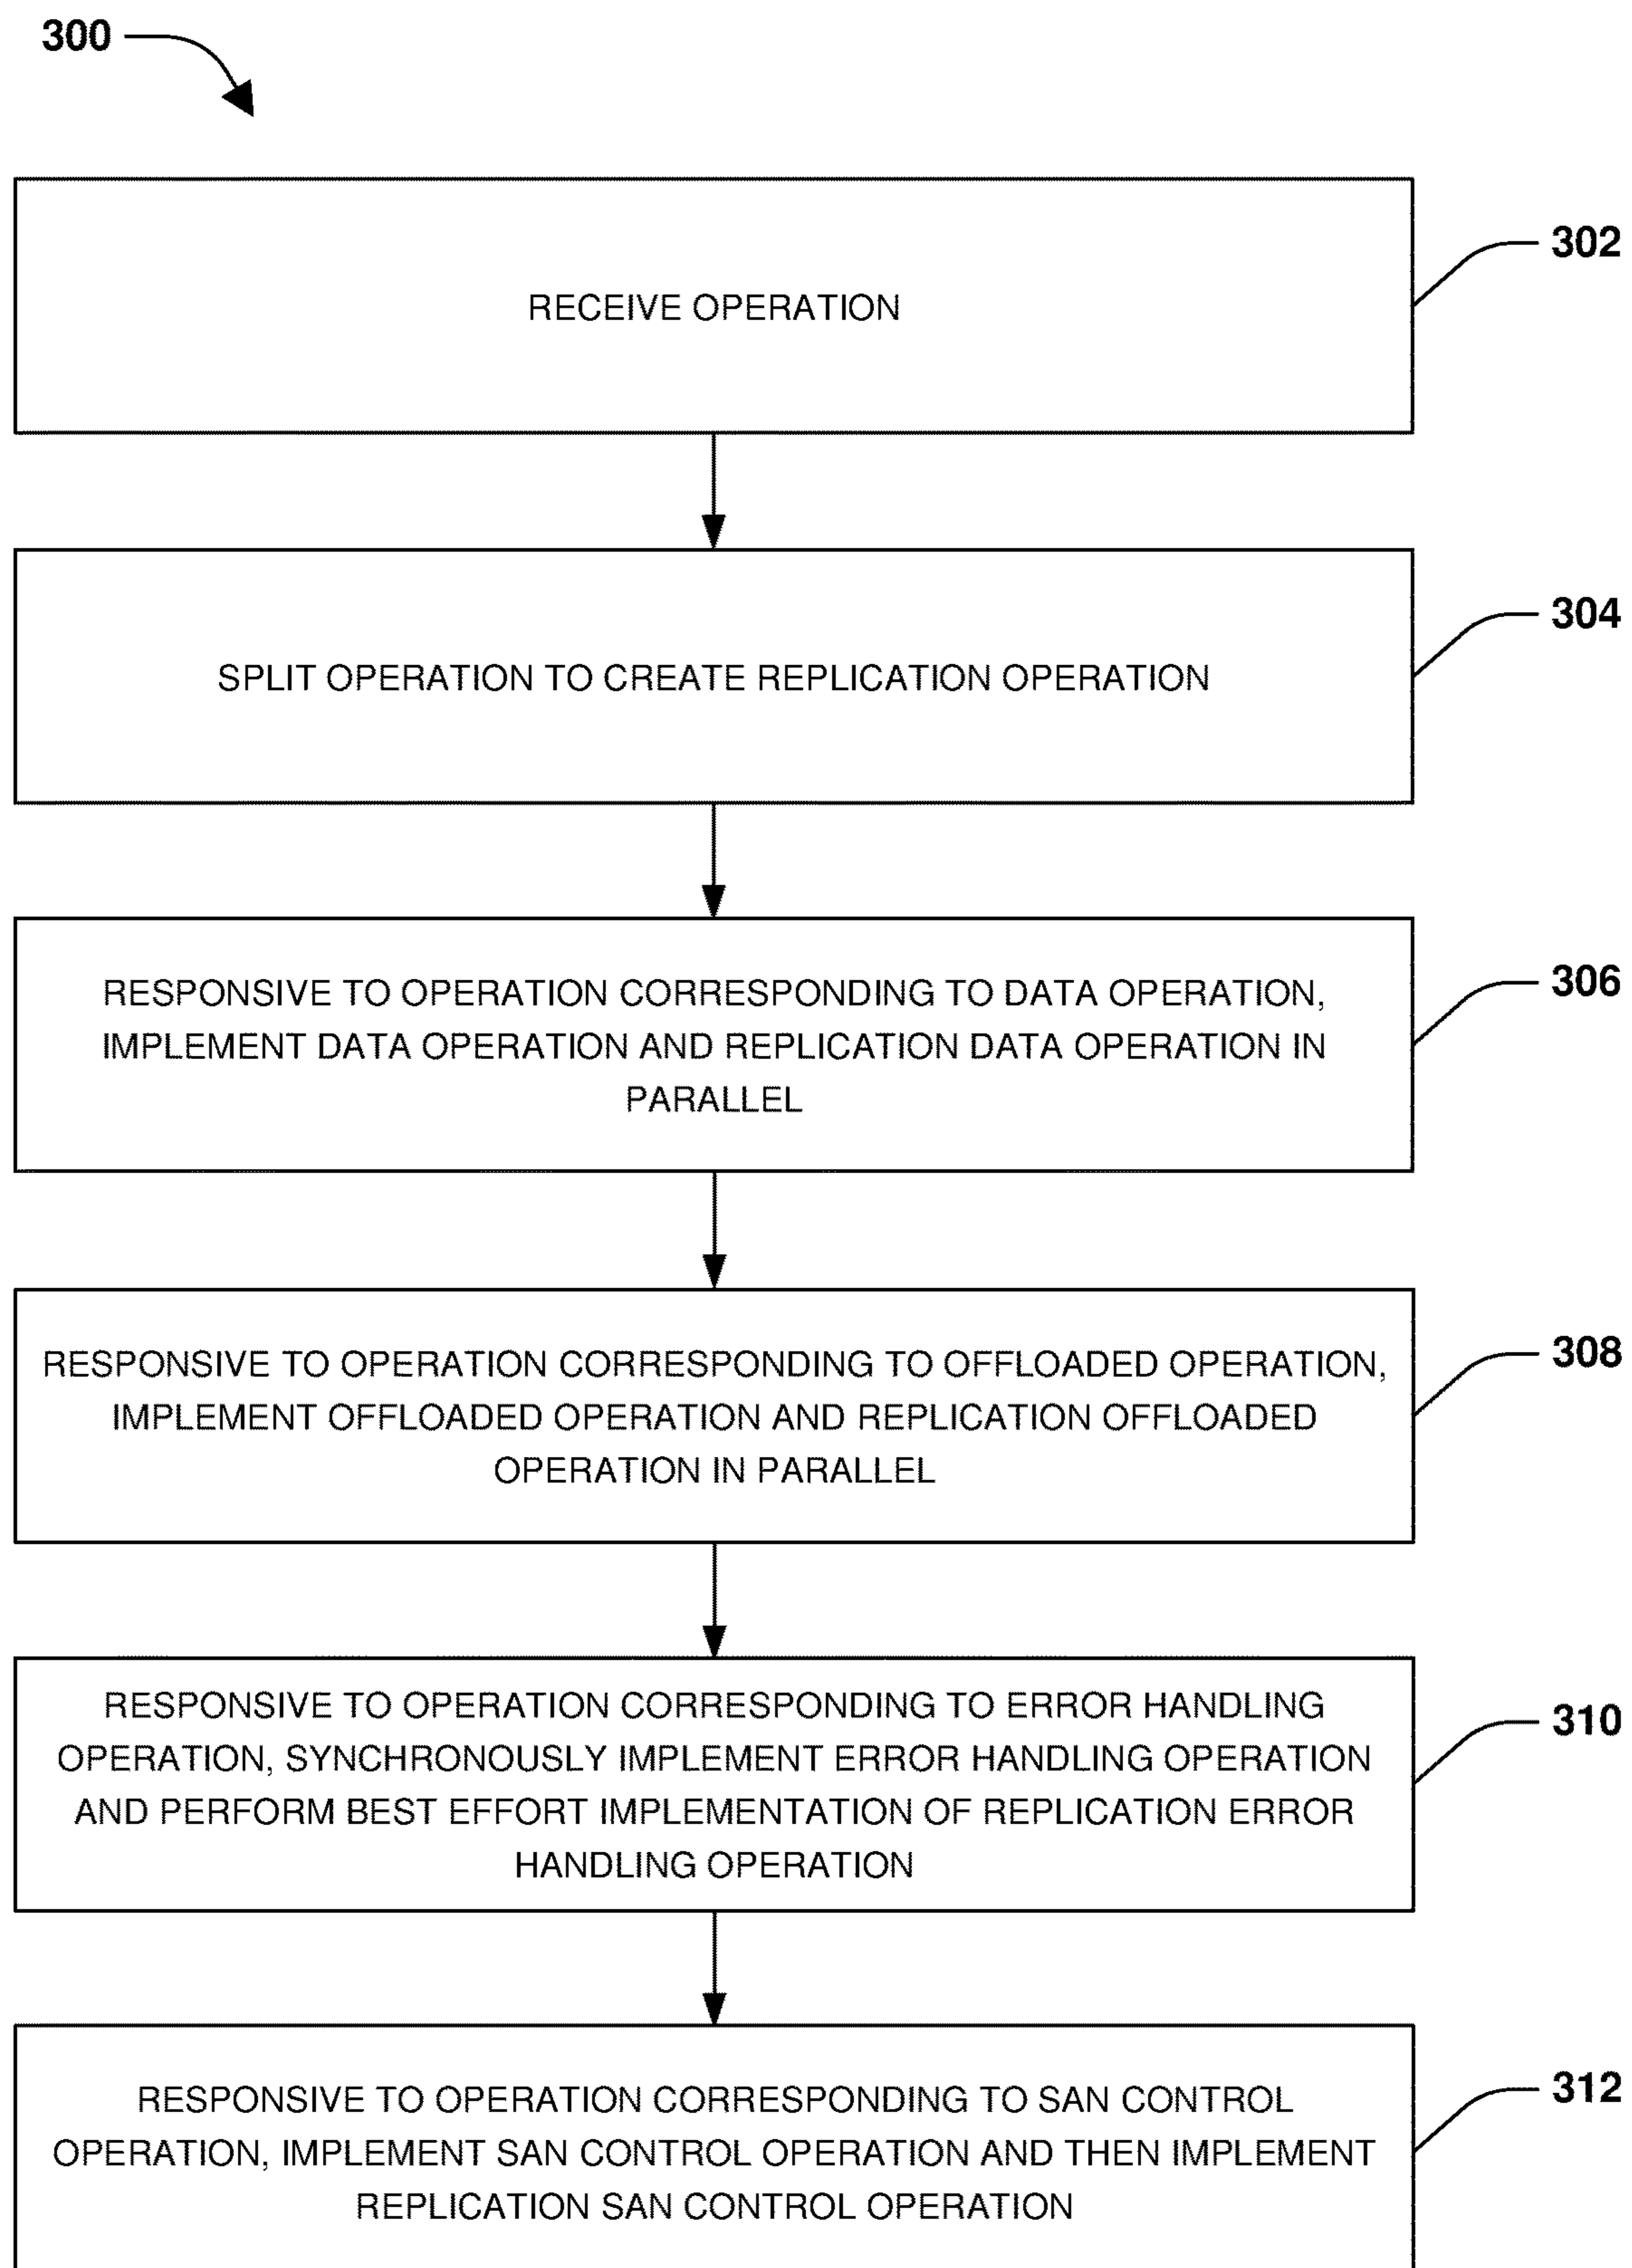 300
302
RECEIVE OPERATION
304
SPLIT OPERATION TO CREATE REPLICATION OPERATION
306
RESPONSIVE TO OPERATION CORRESPONDING TO DATA OPERATION,
IMPLEMENT DATA OPERATION AND REPLICATION DATA OPERATION IN
PARALLEL
308
RESPONSIVE TO OPERATION CORRESPONDING TO OFFLOADED OPERATION,
IMPLEMENT OFFLOADED OPERATION AND REPLICATION OFFLOADED
OPERATION IN PARALLEL
310
RESPONSIVE TO OPERATION CORRESPONDING TO ERROR HANDLING
OPERATION, SYNCHRONOUSLY IMPLEMENT ERROR HANDLING OPERATION
AND PERFORM BEST EFFORT IMPLEMENTATION OF REPLICATION ERROR
HANDLING OPERATION
312
RESPONSIVE TO OPERATION CORRESPONDING TO SAN CONTROL
OPERATION, IMPLEMENT SAN CONTROL OPERATION AND THEN IMPLEMENT
REPLICATION SAN CONTROL OPERATION